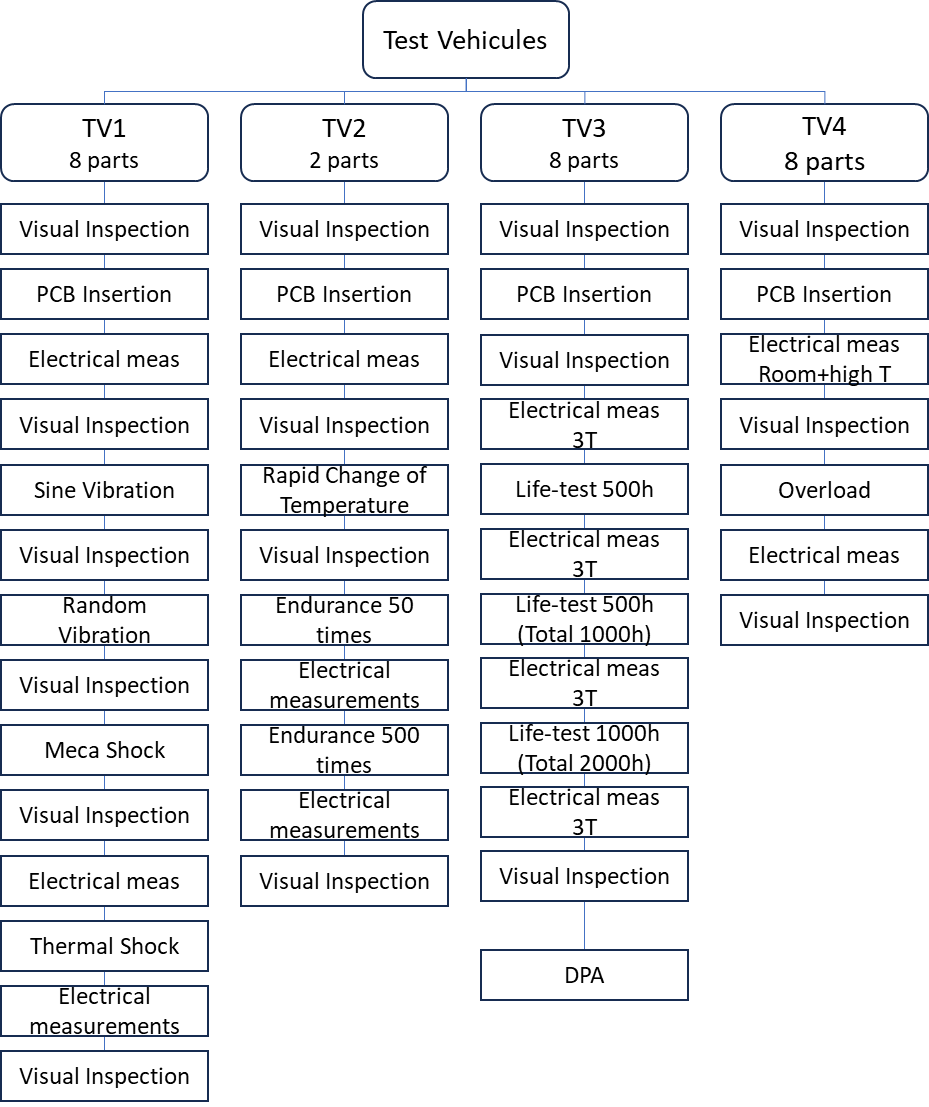 Test Vehicules
TV1
8 parts
Visual Inspection
PCB Insertion
Electrical meas
Visual Inspection
Sine Vibration
Visual Inspection
Random
Vibration
Visual Inspection
Meca Shock
Visual Inspection
Electrical meas
Thermal Shock
Electrical
measurements
Visual Inspection
TV2
2 parts
Visual Inspection
PCB Insertion
Electrical meas
Visual Inspection
Rapid Change of
Temperature
Visual Inspection
Endurance 50
times
Electrical
measurements
Endurance 500
times
Electrical
measurements
Visual Inspection
TV3
8 parts
Visual Inspection
PCB Insertion
Visual Inspection
Electrical meas
3T
Life-test 500h
Electrical meas
3T
Life-test 500h
(Total 1000h)
Electrical meas
3T
Life-test 1000h
(Total 2000h)
Electrical meas
3T
Visual Inspection
DPA
TV4
8 parts
Visual Inspection
PCB Insertion
Electrical meas
Room+high T
Visual Inspection
Overload
Electrical meas
Visual Inspection